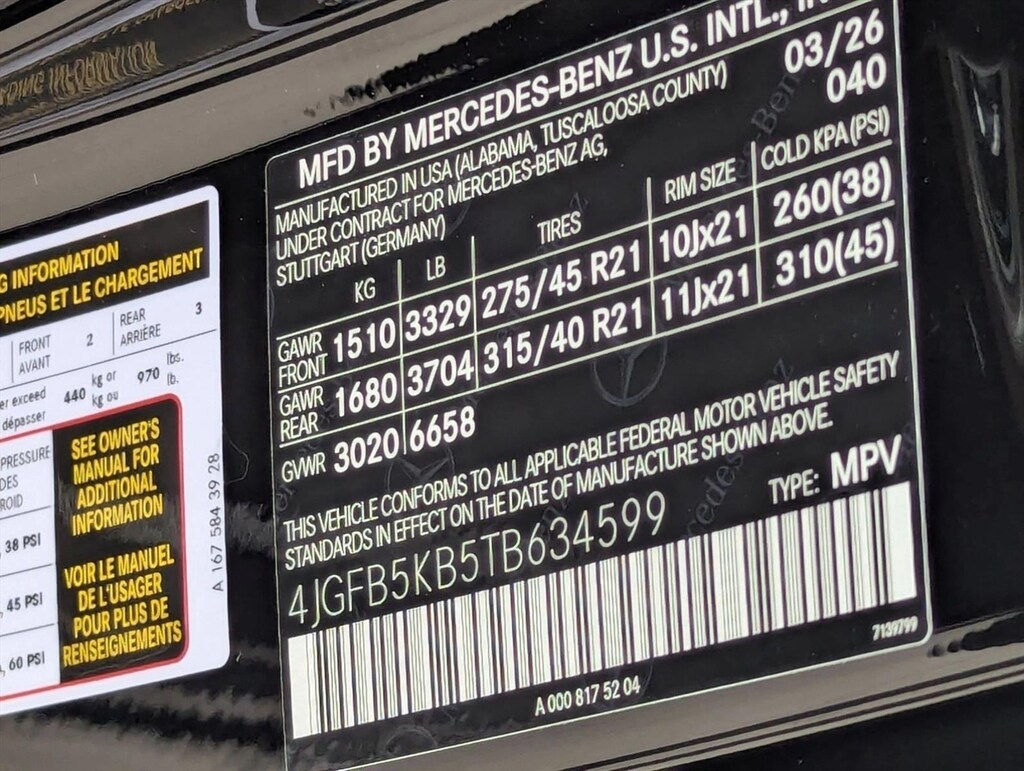 G INFORMATION
PNEUS ET LE CHARGEMENT
FRONT 2 REAR 3
AVANT ARRIÈRE
er exceed 440 kg or 970 lbs.
dépasser kg ou lb.
PRESSURE
DES
ROID
38 PSI
45 PSI
60 PSI
SEE OWNER'S
MANUAL FOR
ADDITIONAL
INFORMATION
VOIR LE MANUEL
DE L'USAGER
POUR PLUS DE
RENSEIGNEMENTS
A 167 584 39 28
MFD BY MERCEDES-BENZ U.S. INTL.,
03/26
MANUFACTURED IN USA (ALABAMA, TUSCALOOSA COUNTY)
040
UNDER CONTRACT FOR MERCEDES-BENZ AG,
STUTTGART (GERMANY)
KG LB TIRES RIM SIZE COLD KPA (PSI)
GAWR FRONT 1510 3329 275/45 R21 10Jx21 260(38)
GAWR REAR 1680 3704 315/40 R21 11Jx21 310(45)
GVWR 3020 6658
THIS VEHICLE CONFORMS TO ALL APPLICABLE FEDERAL MOTOR VEHICLE SAFETY
STANDARDS IN EFFECT ON THE DATE OF MANUFACTURE SHOWN ABOVE.
4JGFB5KB5TB634599 TYPE: MPV
7139799
A 000 817 52 04